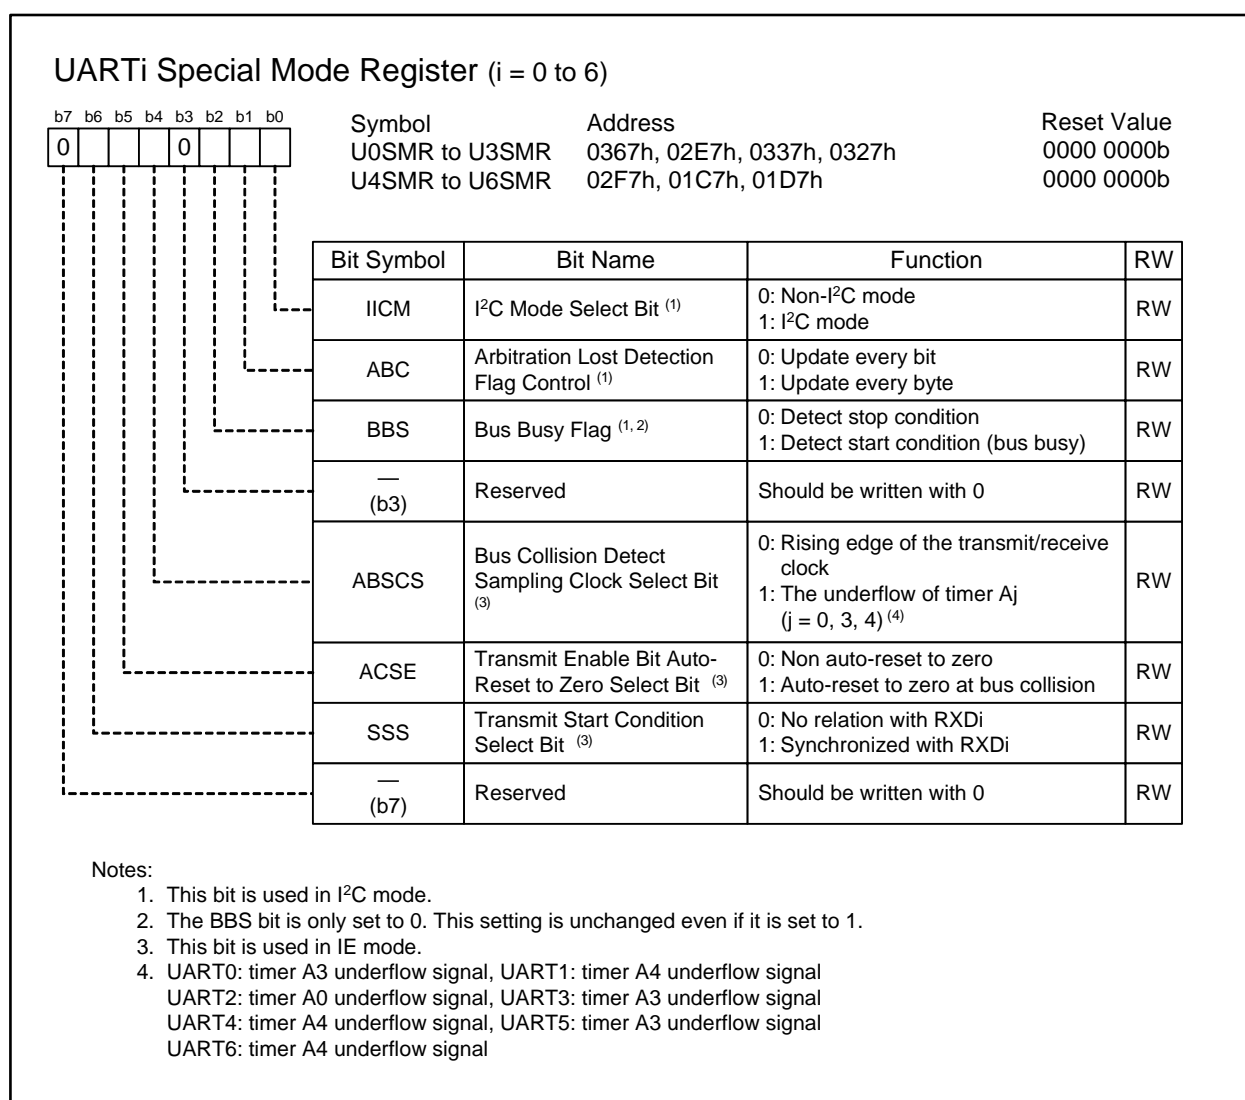 UARTi Special Mode Register (i = 0 to 6)
b7 b6 b5 b4 b3 b2 b1 b0
0 0
Symbol Address Reset Value
U0SMR to U3SMR 0367h, 02E7h, 0337h, 0327h 0000 0000b
U4SMR to U6SMR 02F7h, 01C7h, 01D7h 0000 0000b
Bit Symbol Bit Name Function RW
IICM I²C Mode Select Bit (1) 0: Non-I²C mode RW
1: I²C mode
ABC Arbitration Lost Detection 0: Update every bit RW
Flag Control (1) 1: Update every byte
BBS Bus Busy Flag (1, 2) 0: Detect stop condition RW
1: Detect start condition (bus busy)
— (b3) Reserved Should be written with 0 RW
ABSCS Bus Collision Detect 0: Rising edge of the transmit/receive RW
Sampling Clock Select Bit clock
(3) 1: The underflow of timer Aj
(j = 0, 3, 4) (4)
ACSE Transmit Enable Bit Auto- 0: Non auto-reset to zero RW
Reset to Zero Select Bit (3) 1: Auto-reset to zero at bus collision
SSS Transmit Start Condition 0: No relation with RXDi RW
Select Bit (3) 1: Synchronized with RXDi
— (b7) Reserved Should be written with 0 RW
Notes:
1. This bit is used in I²C mode.
2. The BBS bit is only set to 0. This setting is unchanged even if it is set to 1.
3. This bit is used in IE mode.
4. UART0: timer A3 underflow signal, UART1: timer A4 underflow signal
UART2: timer A0 underflow signal, UART3: timer A3 underflow signal
UART4: timer A4 underflow signal, UART5: timer A3 underflow signal
UART6: timer A4 underflow signal